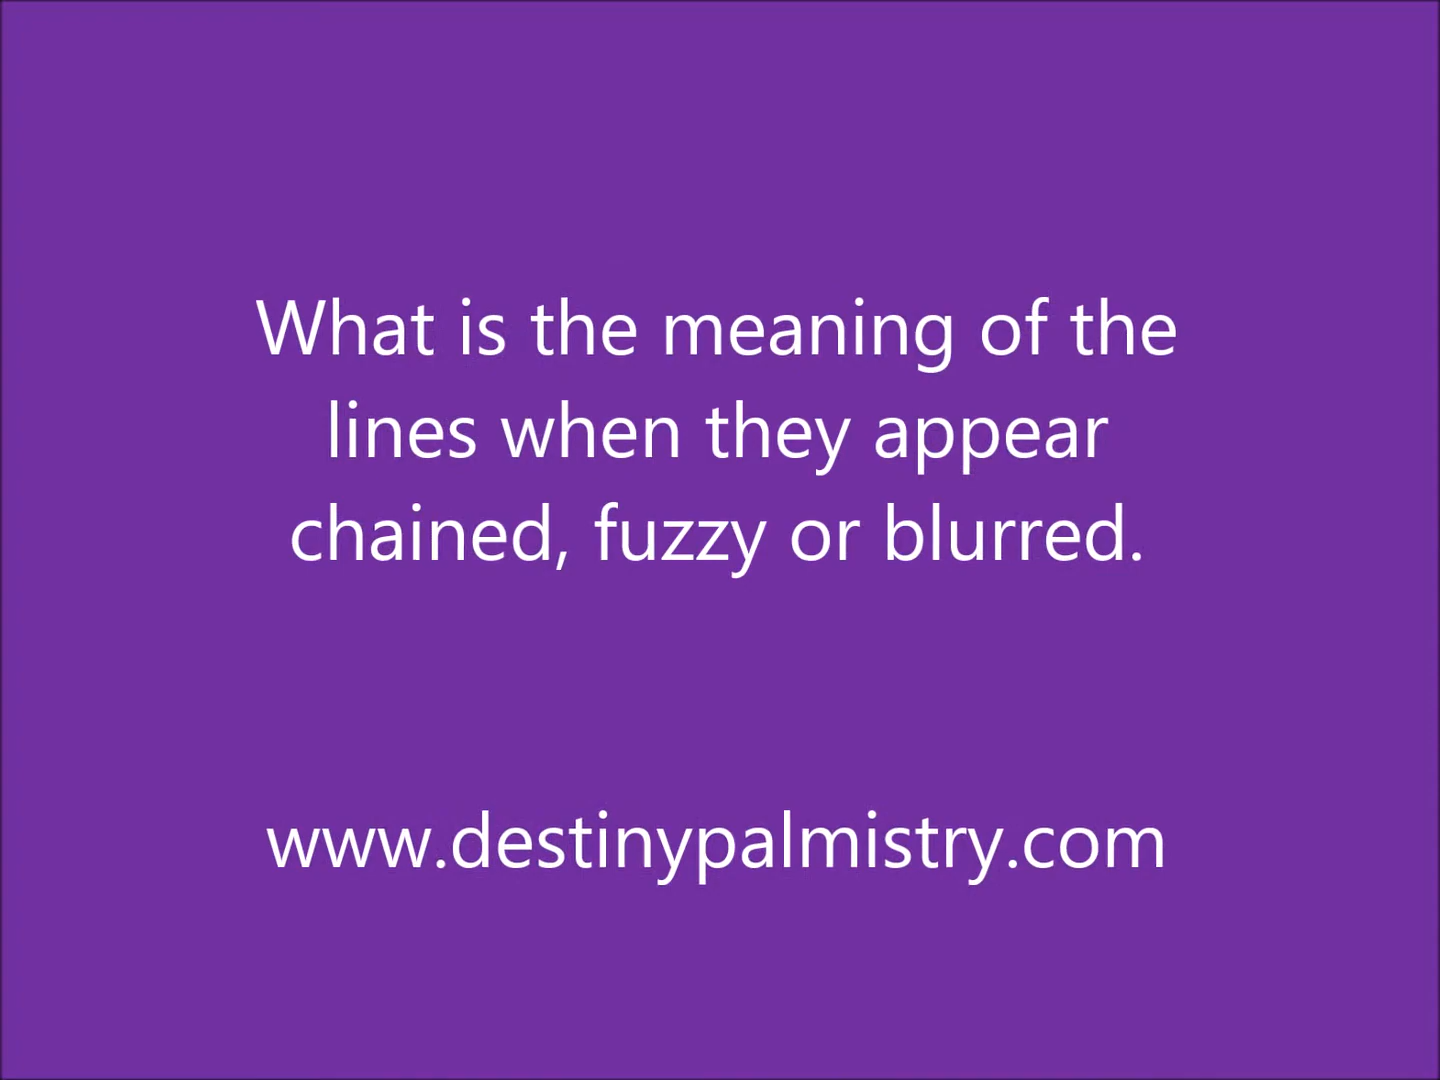 What is the meaning of the
lines when they appear
chained, fuzzy or blurred.
www.destinypalmistry.com